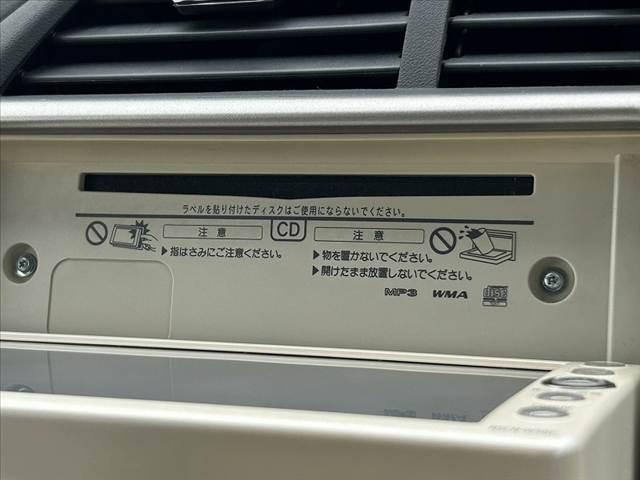 ラベルを貼り付けたディスクはご使用にならないでください。
注意
CD
注意
▶指はさみにご注意ください。
▶物を置かないでください。
▶開けたまま放置しないでください。
MP3 WMA